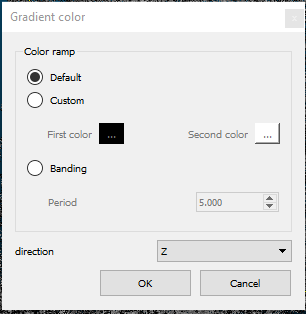 Gradient color
Color ramp
Default
Custom
First color ... Second color ...
Banding
Period 5.000
direction Z
OK Cancel